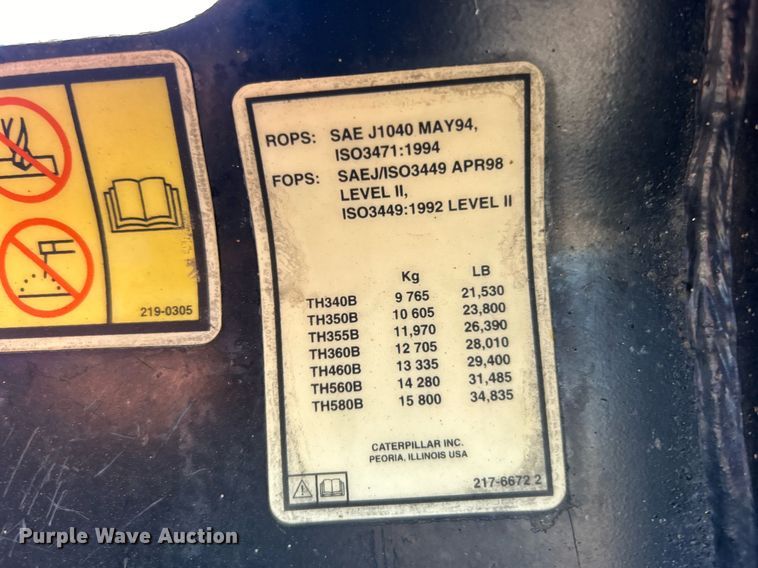 ROPS: SAE J1040 MAY94,
ISO3471:1994
FOPS: SAEJ/ISO3449 APR98
LEVEL II,
ISO3449:1992 LEVEL II
Kg LB
TH340B 9 765 21,530
TH350B 10 605 23,800
TH355B 11,970 26,390
TH360B 12 705 28,010
TH460B 13 335 29,400
TH560B 14 280 31,485
TH580B 15 800 34,835
CATERPILLAR INC.
PEORIA, ILLINOIS USA
217-6672 2
219-0305
Purple Wave Auction